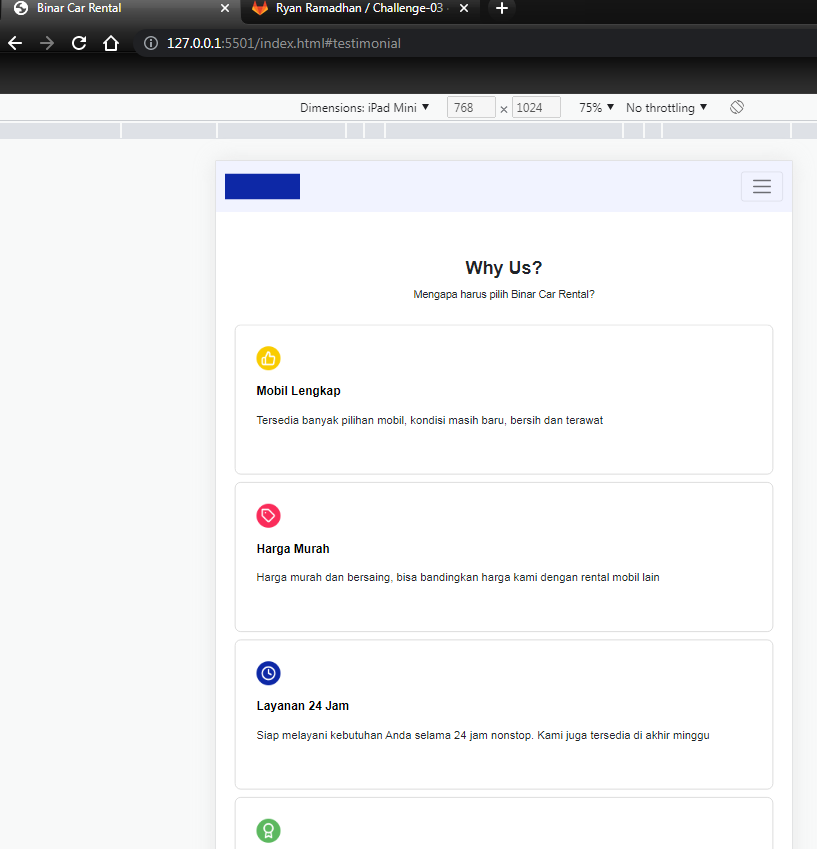 Binar Car Rental
Ryan Ramadhan / Challenge-03
127.0.0.1:5501/index.html#testimonial
Dimensions: iPad Mini ▼ 768 × 1024 75% ▼ No throttling ▼
Why Us?
Mengapa harus pilih Binar Car Rental?
Mobil Lengkap
Tersedia banyak pilihan mobil, kondisi masih baru, bersih dan terawat
Harga Murah
Harga murah dan bersaing, bisa bandingkan harga kami dengan rental mobil lain
Layanan 24 Jam
Siap melayani kebutuhan Anda selama 24 jam nonstop. Kami juga tersedia di akhir minggu